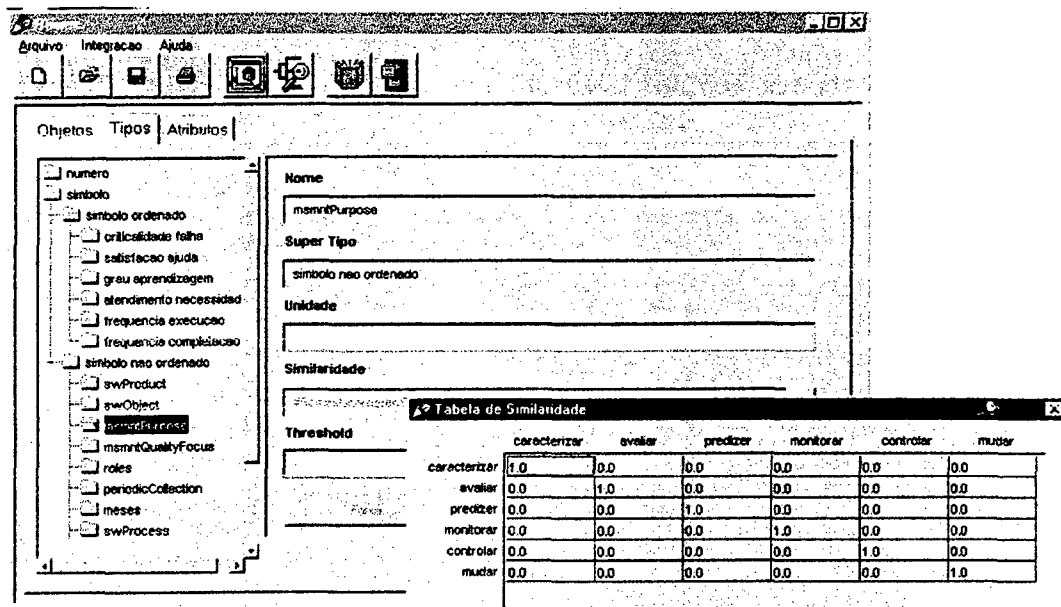 Arquivo Integracao Ajuda
Objetos Tipos Atributos
numero
simbolo
simbolo ordenado
criticalidade falha
satisfacao ajuda
grau aprendizagem
atendimento necessidad
frequencia execucao
frequencia completacao
simbolo nao ordenado
swProduct
swObject
msmntPurpose
msmntQualityFocus
roles
periodicCollection
meses
swProcess
Nome
msmntPurpose
Super Tipo
simbolo nao ordenado
Unidade
Similaridade
Threshold
Tabela de Similaridade
caracterizar avaliar predizer monitorar controlar mudar
caracterizar 1.0 0.0 0.0 0.0 0.0 0.0
avaliar 0.0 1.0 0.0 0.0 0.0 0.0
predizer 0.0 0.0 1.0 0.0 0.0 0.0
monitorar 0.0 0.0 0.0 1.0 0.0 0.0
controlar 0.0 0.0 0.0 0.0 1.0 0.0
mudar 0.0 0.0 0.0 0.0 0.0 1.0